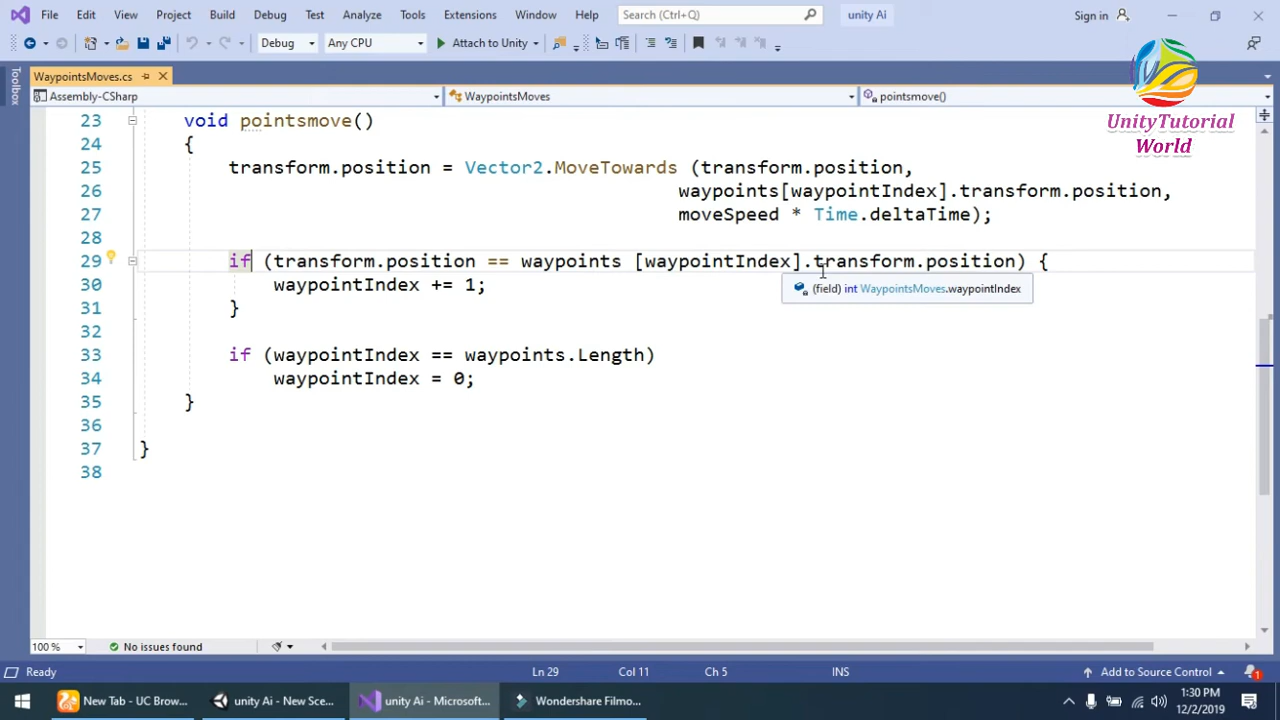 File Edit View Project Build Debug Test Analyze Tools Extensions Window Help Search (Ctrl+Q) unity Ai Sign in
Debug Any CPU Attach to Unity
Toolbox
WaypointsMoves.cs
Assembly-CSharp WaypointsMoves pointsmove()
UnityTutorial
World
23 void pointsmove()
24 {
25 transform.position = Vector2.MoveTowards (transform.position,
26 waypoints[waypointIndex].transform.position,
27 moveSpeed * Time.deltaTime);
28
29 if (transform.position == waypoints [waypointIndex].transform.position) {
(field) int WaypointsMoves.waypointIndex
30 waypointIndex += 1;
31 }
32
33 if (waypointIndex == waypoints.Length)
34 waypointIndex = 0;
35 }
36
37 }
38
100 % No issues found
Ready Ln 29 Col 11 Ch 5 INS Add to Source Control 1
New Tab - UC Brow... unity Ai - New Sce... unity Ai - Microsoft... Wondershare Filmo... 1:30 PM
12/2/2019